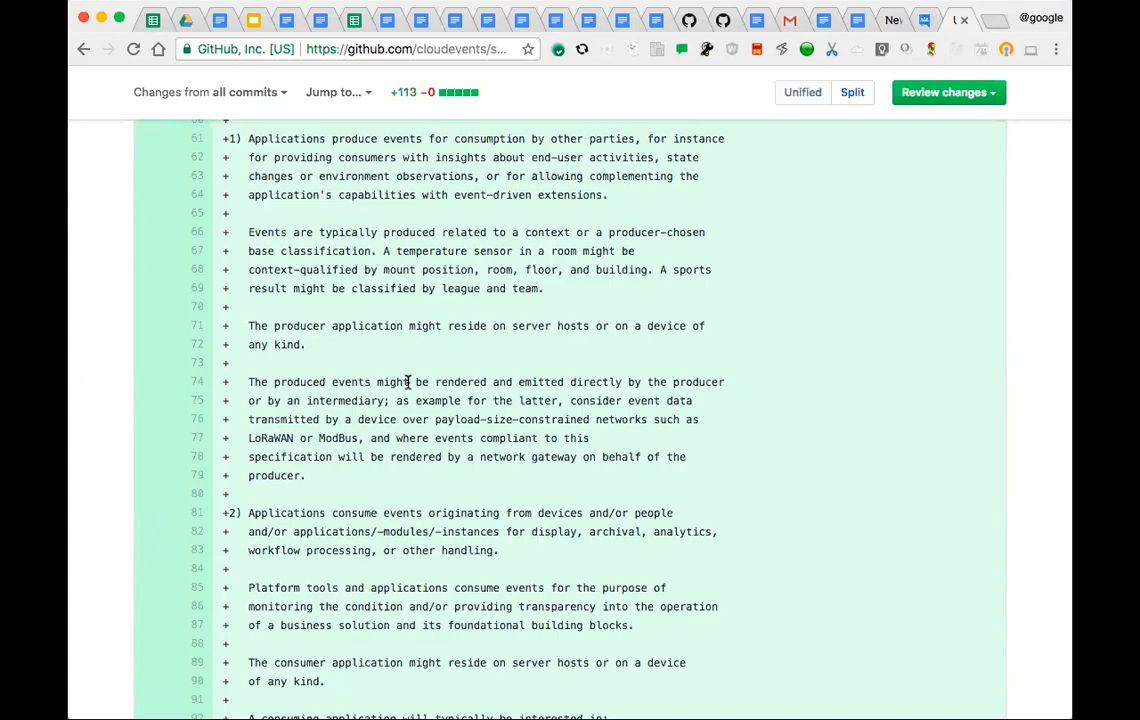 Nev
@google
GitHub, Inc. [US]
https://github.com/cloudevents/s...
Changes from all commits
Jump to...
+113 −0
Unified
Split
Review changes
60 +
61 +1) Applications produce events for consumption by other parties, for instance
62 + for providing consumers with insights about end-user activities, state
63 + changes or environment observations, or for allowing complementing the
64 + application's capabilities with event-driven extensions.
65 +
66 + Events are typically produced related to a context or a producer-chosen
67 + base classification. A temperature sensor in a room might be
68 + context-qualified by mount position, room, floor, and building. A sports
69 + result might be classified by league and team.
70 +
71 + The producer application might reside on server hosts or on a device of
72 + any kind.
73 +
74 + The produced events might be rendered and emitted directly by the producer
75 + or by an intermediary; as example for the latter, consider event data
76 + transmitted by a device over payload-size-constrained networks such as
77 + LoRaWAN or ModBus, and where events compliant to this
78 + specification will be rendered by a network gateway on behalf of the
79 + producer.
80 +
81 +2) Applications consume events originating from devices and/or people
82 + and/or applications/-modules/-instances for display, archival, analytics,
83 + workflow processing, or other handling.
84 +
85 + Platform tools and applications consume events for the purpose of
86 + monitoring the condition and/or providing transparency into the operation
87 + of a business solution and its foundational building blocks.
88 +
89 + The consumer application might reside on server hosts or on a device
90 + of any kind.
91 +
92 + A consuming application will typically be interested in: